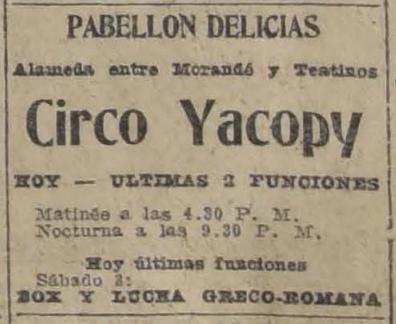 PABELLON DELICIAS
Alameda entre Morandé y Teatinos
Circo Yacopy
HOY — ULTIMAS 2 FUNCIONES
Matinée a las 4.30 P. M.
Nocturna a las 9.30 P. M.
Hoy últimas funciones
Sábado 2:
BOX Y LUCHA GRECO-ROMANA